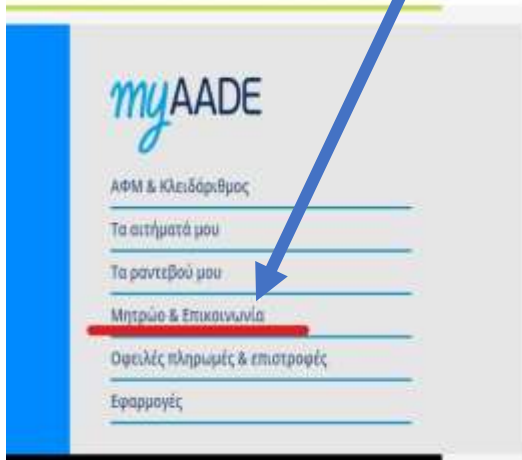 myAADE
ΑΦΜ & Κλειδάριθμος
Τα αιτήματά μου
Τα ραντεβού μου
Μητρώο & Επικοινωνία
Οφειλές πληρωμές & επιστροφές
Εφαρμογές